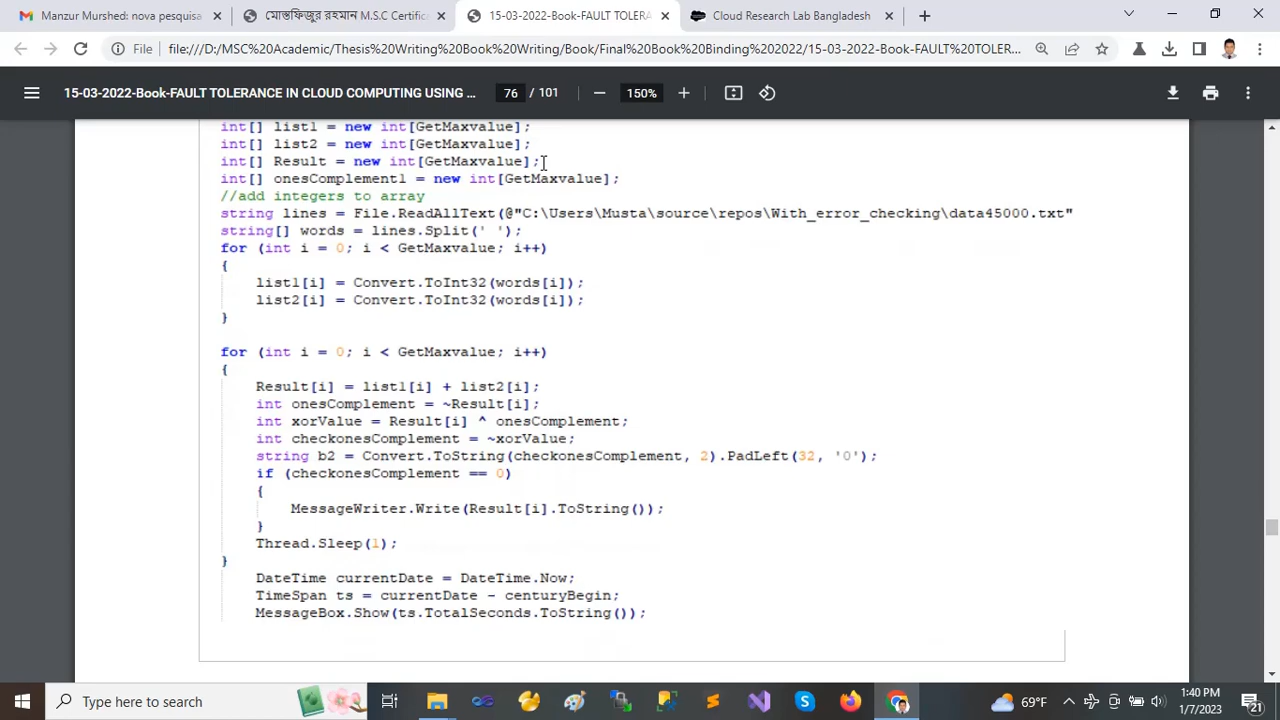 Manzur Murshed: nova pesquisa
মোস্তফিজুর রহমান M.S.C Certific
15-03-2022-Book-FAULT TOLERA
Cloud Research Lab Bangladesh
File
file:///D:/MSC%20Academic/Thesis%20Writing%20Book%20Writing/Book/Final%20Book%20Binding%202022/15-03-2022-Book-FAULT%20TOLER...
15-03-2022-Book-FAULT TOLERANCE IN CLOUD COMPUTING USING ...
76 / 101
150%
int[] list1 = new int[GetMaxvalue];
int[] list2 = new int[GetMaxvalue];
int[] Result = new int[GetMaxvalue];
int[] onesComplement1 = new int[GetMaxvalue];
//add integers to array
string lines = File.ReadAllText(@"C:\Users\Musta\source\repos\With_error_checking\data45000.txt"
string[] words = lines.Split(' ');
for (int i = 0; i < GetMaxvalue; i++)
{
list1[i] = Convert.ToInt32(words[i]);
list2[i] = Convert.ToInt32(words[i]);
}
for (int i = 0; i < GetMaxvalue; i++)
{
Result[i] = list1[i] + list2[i];
int onesComplement = ~Result[i];
int xorValue = Result[i] ^ onesComplement;
int checkonesComplement = ~xorValue;
string b2 = Convert.ToString(checkonesComplement, 2).PadLeft(32, '0');
if (checkonesComplement == 0)
{
MessageWriter.Write(Result[i].ToString());
}
Thread.Sleep(1);
}
DateTime currentDate = DateTime.Now;
TimeSpan ts = currentDate - centuryBegin;
MessageBox.Show(ts.TotalSeconds.ToString());
Type here to search
69°F
1:40 PM
1/7/2023
21